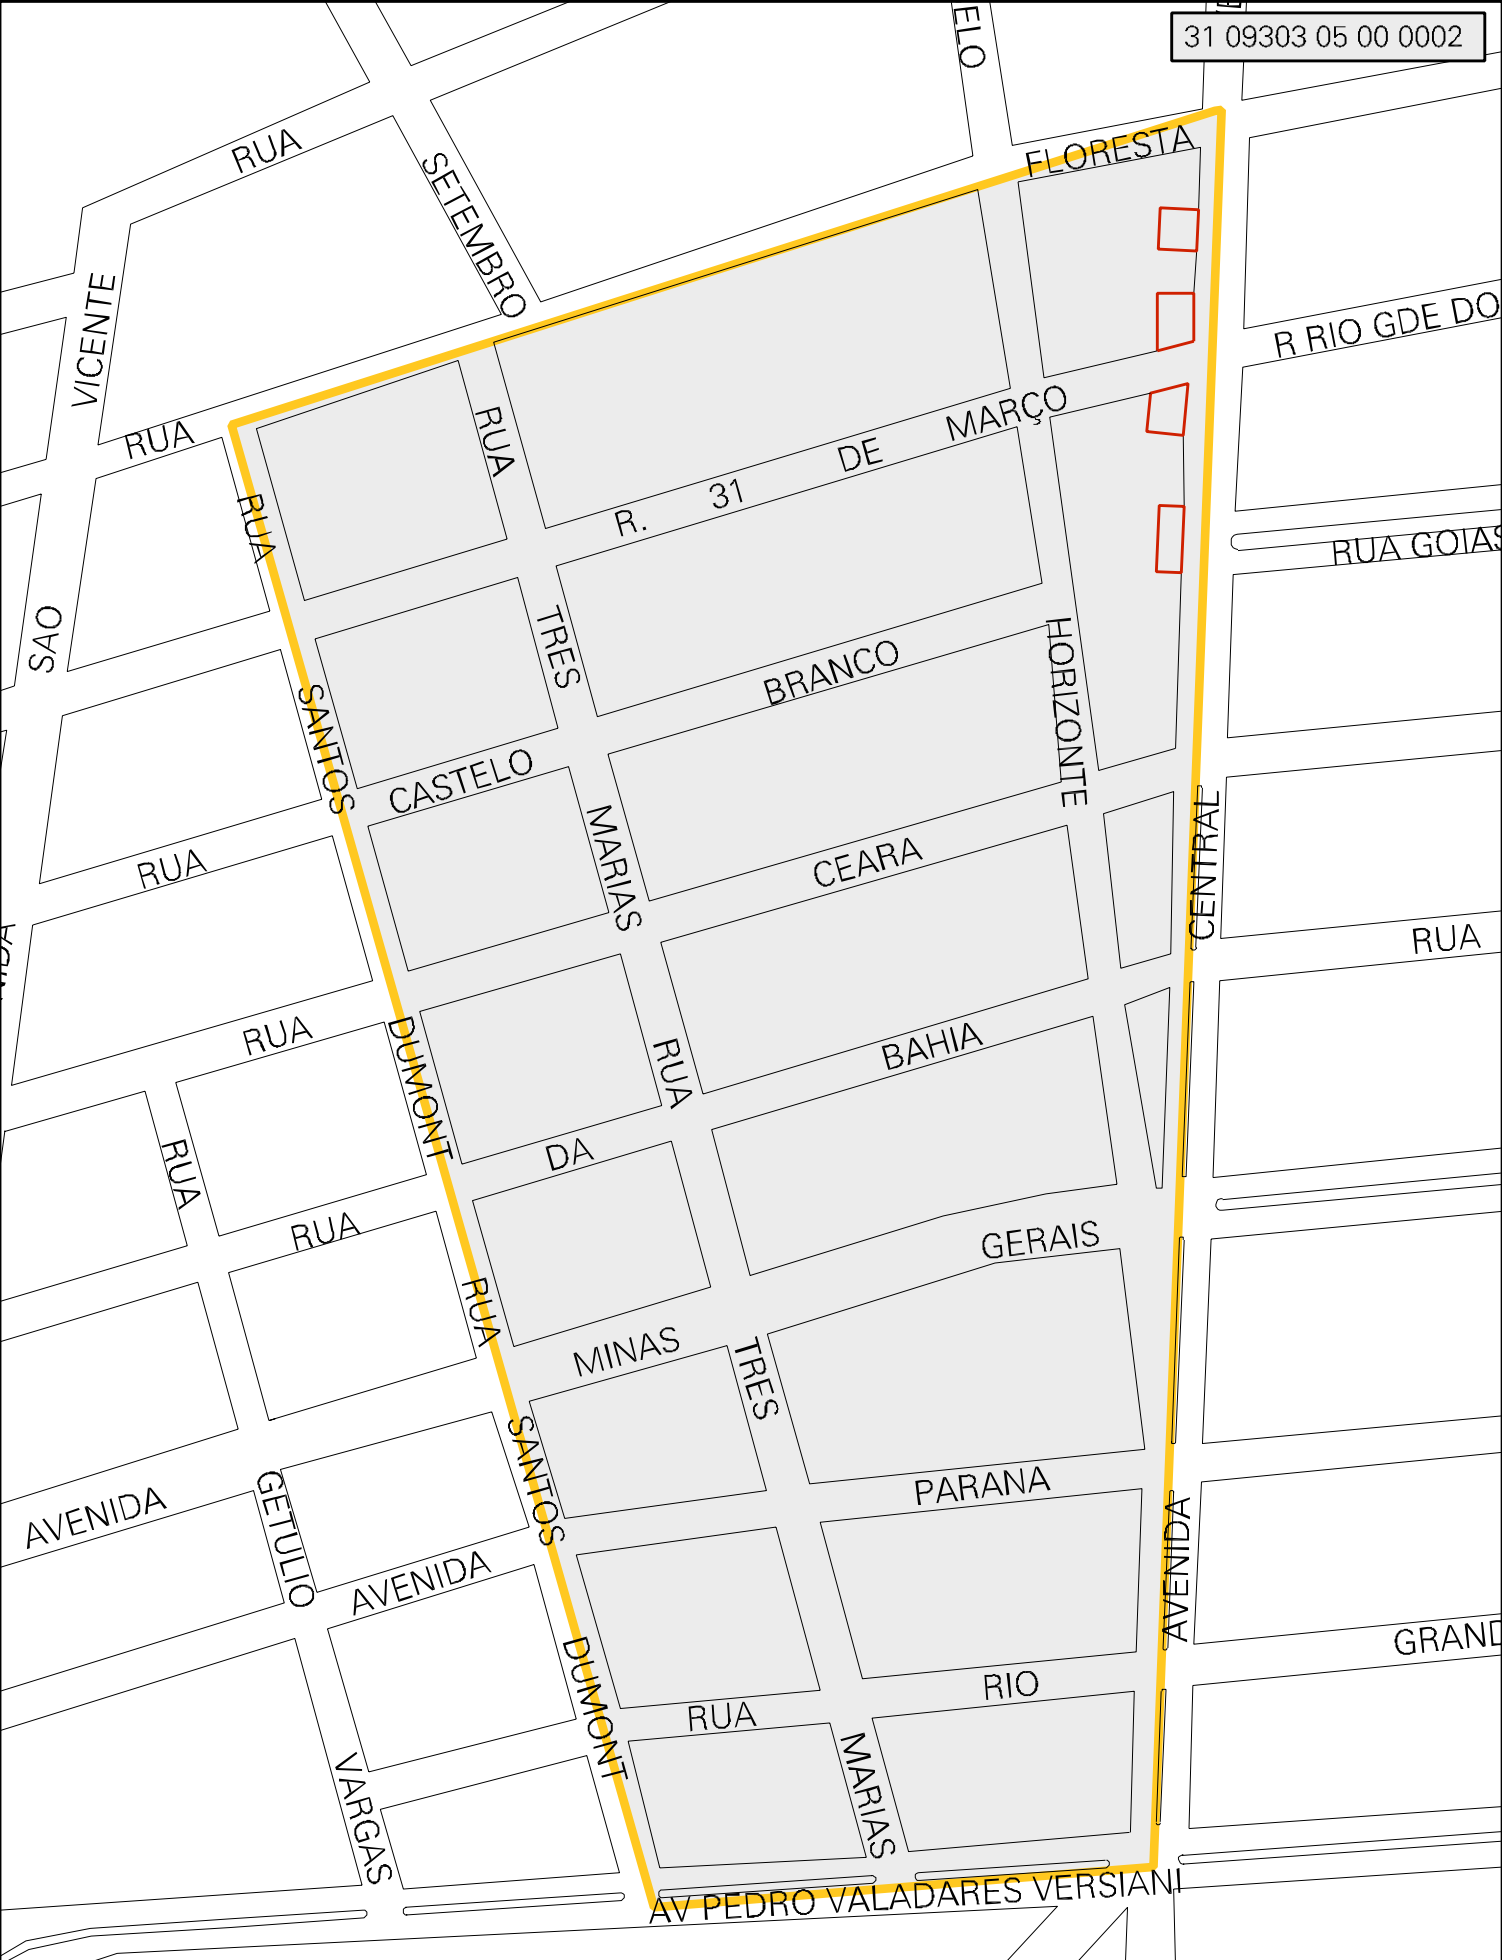 ELO
31 09303 05 00 0002
RUA
FLORESTA
SETEMBRO
VICENTE
R RIO GDE DO
RUA
RUA
MARÇO
DE
31
R.
RUA
RUA GOIAS
SAO
TRES
HORIZONTE
BRANCO
SANTOS
CASTELO
CENTRAL
MARIAS
CEARA
RUA
RUA
RUA
DUMONT
RUA
BAHIA
DA
RUA
RUA
GERAIS
RUA
MINAS
TRES
SANTOS
PARANA
GETULIO
AVENIDA
AVENIDA
AVENIDA
GRAND
DUMONT
RIO
RUA
MARIAS
VARGAS
AV PEDRO VALADARES VERSIANI